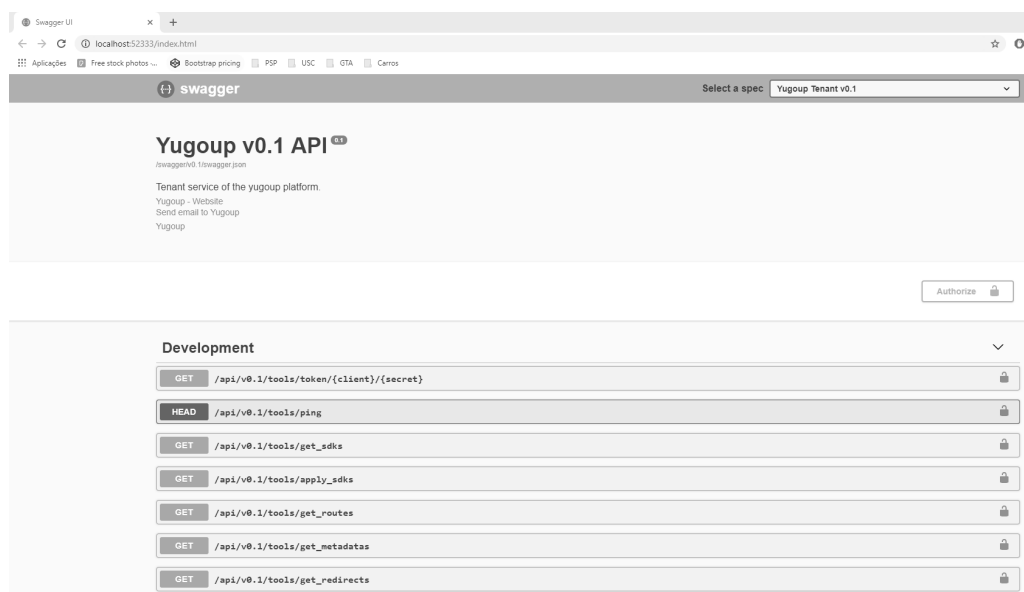 Swagger UI
localhost:52333/index.html
Aplicações Free stock photos -... Bootstrap pricing PSP USC GTA Carros
swagger Select a spec Yugoup Tenant v0.1
Yugoup v0.1 API 0.1
/swagger/v0.1/swagger.json
Tenant service of the yugoup platform.
Yugoup - Website
Send email to Yugoup
Yugoup
Authorize
Development
GET /api/v0.1/tools/token/{client}/{secret}
HEAD /api/v0.1/tools/ping
GET /api/v0.1/tools/get_sdks
GET /api/v0.1/tools/apply_sdks
GET /api/v0.1/tools/get_routes
GET /api/v0.1/tools/get_metadatas
GET /api/v0.1/tools/get_redirects